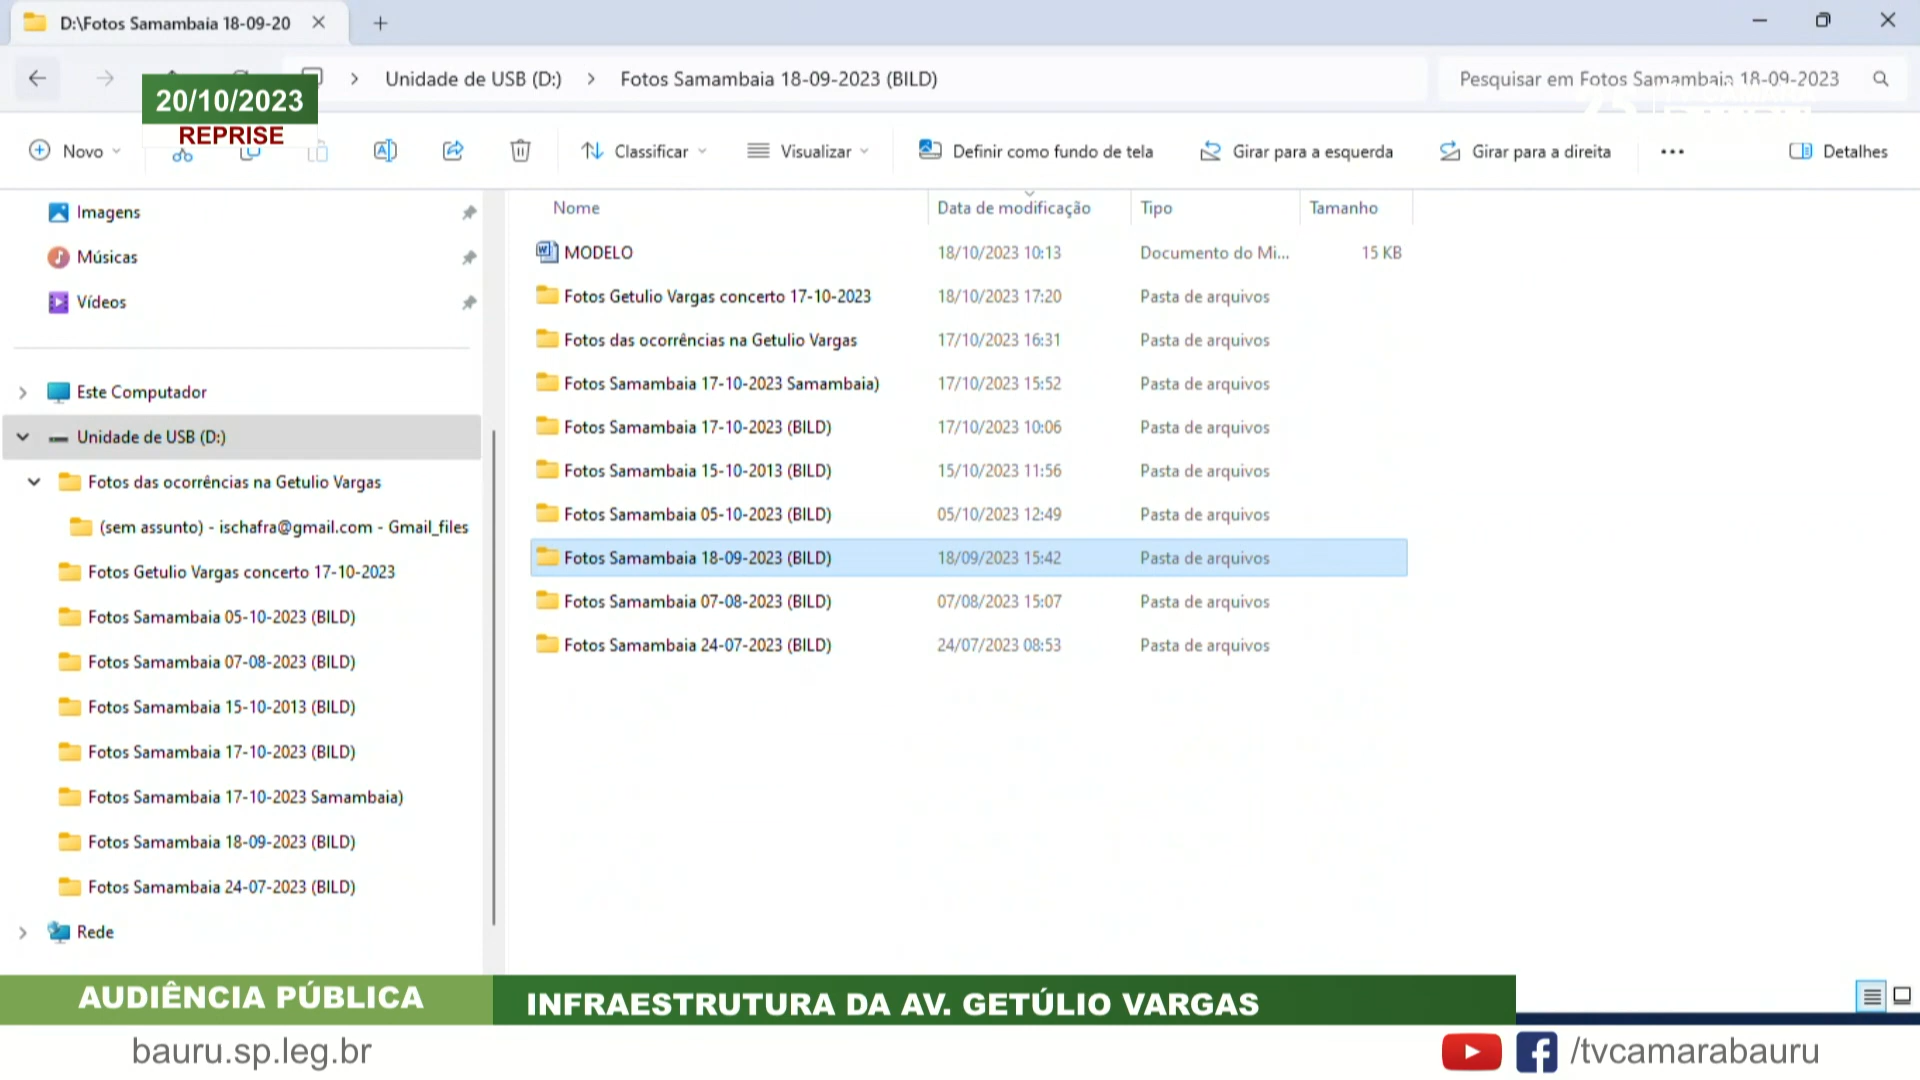 D:\Fotos Samambaia 18-09-20
Unidade de USB (D:)
Fotos Samambaia 18-09-2023 (BILD)
Pesquisar em Fotos Samambaia 18-09-2023
20/10/2023
REPRISE
Novo
Classificar
Visualizar
Definir como fundo de tela
Girar para a esquerda
Girar para a direita
Detalhes
Imagens
Músicas
Vídeos
Este Computador
Unidade de USB (D:)
Fotos das ocorrências na Getulio Vargas
(sem assunto) - ischafra@gmail.com - Gmail_files
Fotos Getulio Vargas concerto 17-10-2023
Fotos Samambaia 05-10-2023 (BILD)
Fotos Samambaia 07-08-2023 (BILD)
Fotos Samambaia 15-10-2013 (BILD)
Fotos Samambaia 17-10-2023 (BILD)
Fotos Samambaia 17-10-2023 Samambaia)
Fotos Samambaia 18-09-2023 (BILD)
Fotos Samambaia 24-07-2023 (BILD)
Rede
Nome Data de modificação Tipo Tamanho
MODELO 18/10/2023 10:13 Documento do Mi... 15 KB
Fotos Getulio Vargas concerto 17-10-2023 18/10/2023 17:20 Pasta de arquivos
Fotos das ocorrências na Getulio Vargas 17/10/2023 16:31 Pasta de arquivos
Fotos Samambaia 17-10-2023 Samambaia) 17/10/2023 15:52 Pasta de arquivos
Fotos Samambaia 17-10-2023 (BILD) 17/10/2023 10:06 Pasta de arquivos
Fotos Samambaia 15-10-2013 (BILD) 15/10/2023 11:56 Pasta de arquivos
Fotos Samambaia 05-10-2023 (BILD) 05/10/2023 12:49 Pasta de arquivos
Fotos Samambaia 18-09-2023 (BILD) 18/09/2023 15:42 Pasta de arquivos
Fotos Samambaia 07-08-2023 (BILD) 07/08/2023 15:07 Pasta de arquivos
Fotos Samambaia 24-07-2023 (BILD) 24/07/2023 08:53 Pasta de arquivos
AUDIÊNCIA PÚBLICA
INFRAESTRUTURA DA AV. GETÚLIO VARGAS
bauru.sp.leg.br
/tvcamarabauru